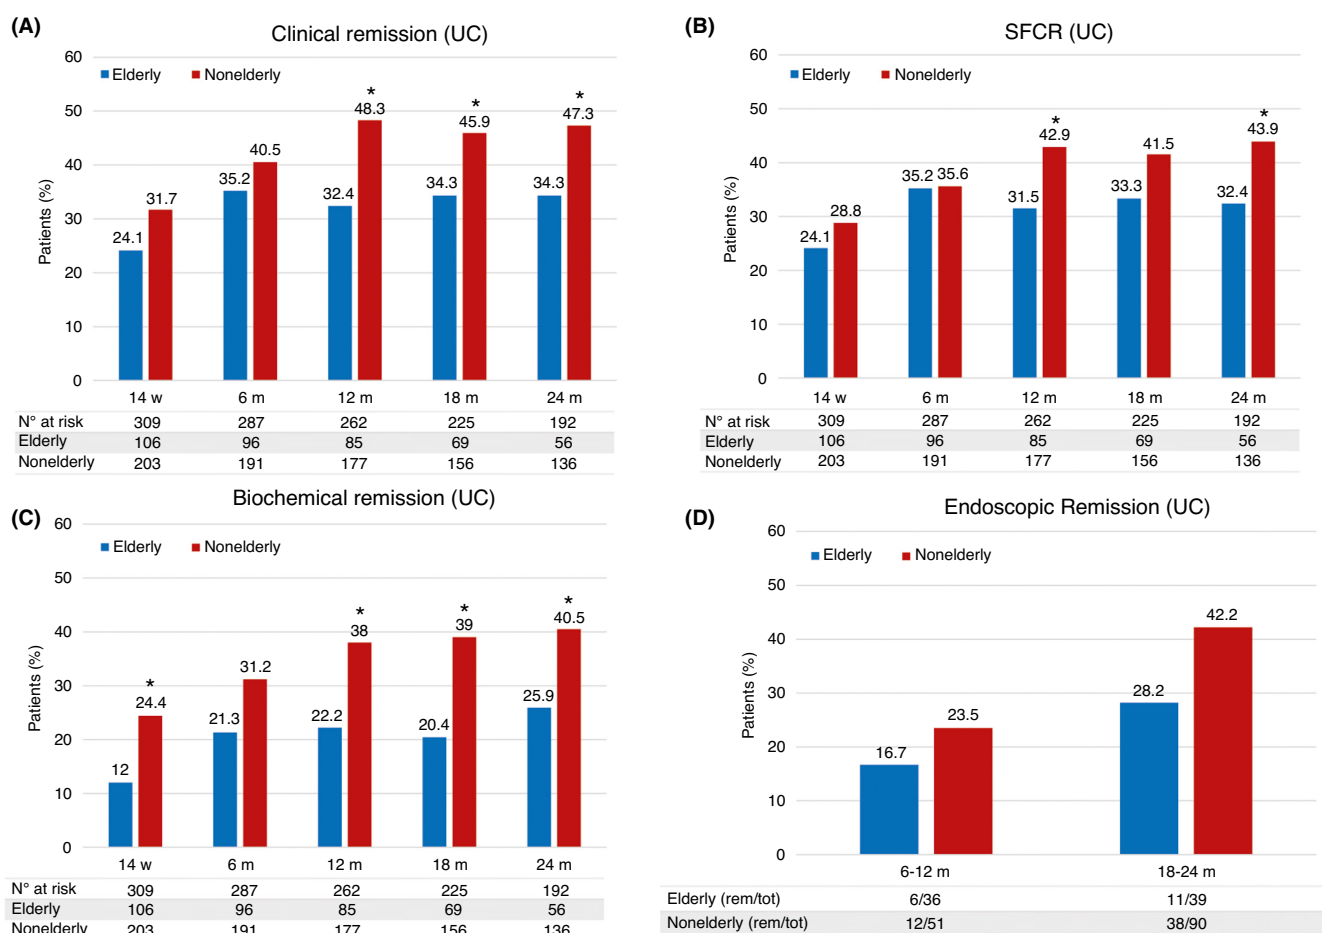 (A)
Clinical remission (UC)
Elderly Nonelderly
Patients (%)
60
50
40
30
20
10
0
24.1 31.7 35.2 40.5 32.4 48.3 * 34.3 45.9 * 34.3 47.3 *
14 w 6 m 12 m 18 m 24 m
N° at risk 309 287 262 225 192
Elderly 106 96 85 69 56
Nonelderly 203 191 177 156 136
(B)
SFCR (UC)
Elderly Nonelderly
Patients (%)
60
50
40
30
20
10
0
24.1 28.8 35.2 35.6 31.5 42.9 * 33.3 41.5 32.4 43.9 *
14 w 6 m 12 m 18 m 24 m
N° at risk 309 287 262 225 192
Elderly 106 96 85 69 56
Nonelderly 203 191 177 156 136
(C)
Biochemical remission (UC)
Elderly Nonelderly
Patients (%)
60
50
40
30
20
10
0
12 24.4 * 21.3 31.2 22.2 38 * 20.4 39 * 25.9 40.5 *
14 w 6 m 12 m 18 m 24 m
N° at risk 309 287 262 225 192
Elderly 106 96 85 69 56
Nonelderly 203 191 177 156 136
(D)
Endoscopic Remission (UC)
Elderly Nonelderly
Patients (%)
60
50
40
30
20
10
0
16.7 23.5 28.2 42.2
6-12 m 18-24 m
Elderly (rem/tot) 6/36 11/39
Nonelderly (rem/tot) 12/51 38/90